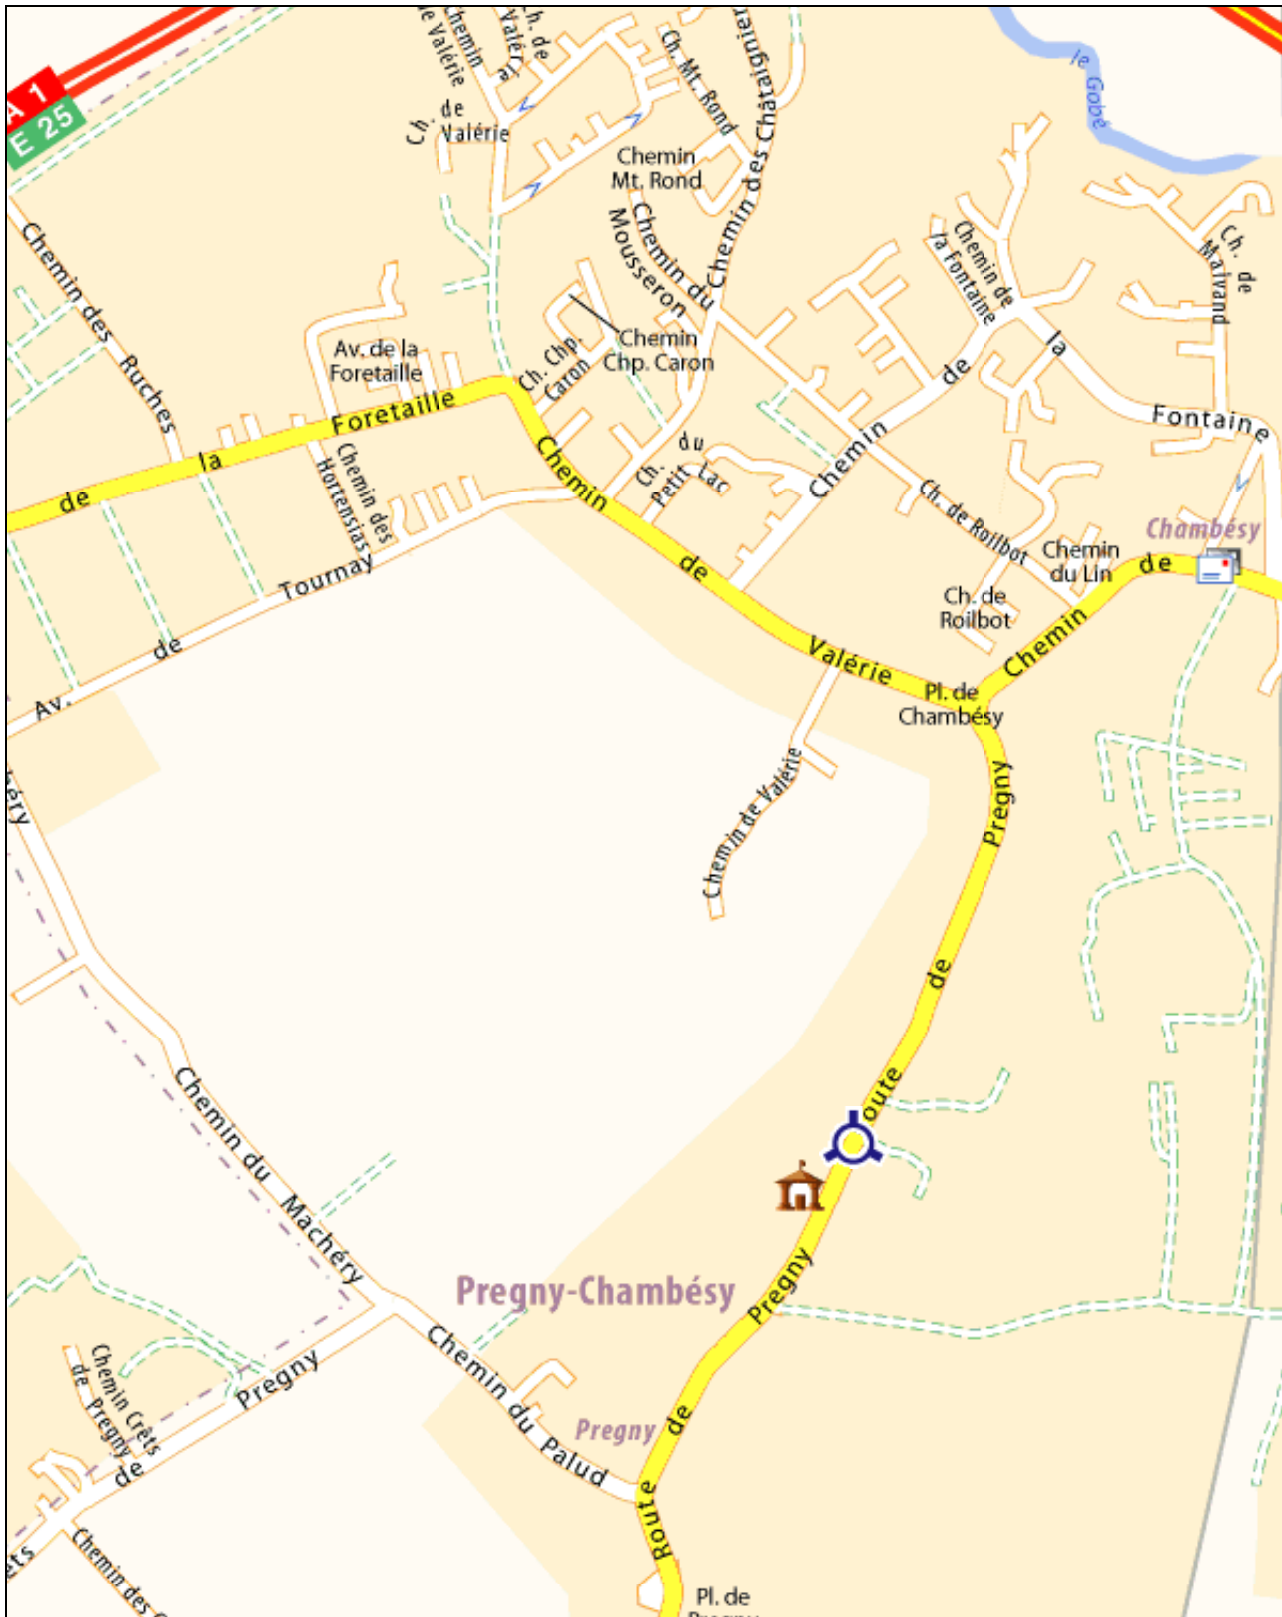 A 1
E 25
Chemin
de Valérie
Ch. de
Valérie
Ch. de
Valérie
Ch. Mt. Rond
Chemin des Châtaignier
le Gobé
Chemin
Mt. Rond
Chemin du
Mousseron
Chemin de
la Fontaine
Ch. de
Malvand
Chemin des Ruches
Av. de la
Foretaille
Ch. Chp.
Caron
Chemin
Chp. Caron
de la Foretaille
Chemin des
Hortensias
Ch. du
Petit Lac
Chemin de la Fontaine
Chemin de Valérie
Ch. de Roilbot
Chambésy
Chemin
du Lin
Ch. de
Roilbot
Av. de Tournay
Chemin de
Pl. de
Chambésy
Chemin de Valérie
Route de Pregny
Chemin du Machéry
Pregny-Chambésy
Chemin du Palud
Pregny
Chemin Crêts
de Pregny
de Pregny
Route de Pregny
Chemin des
Pl. de